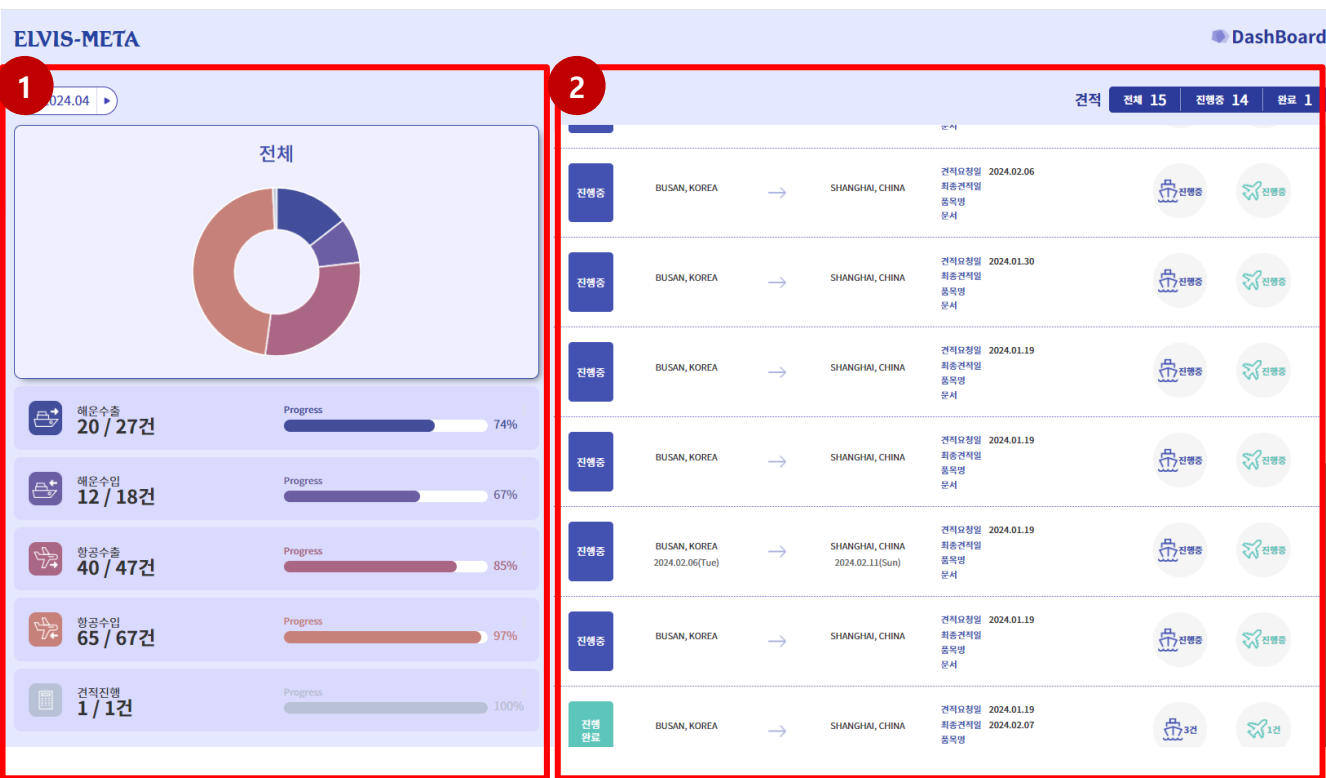 ELVIS-META
DashBoard
1
2024.04
전체
해운수출
20 / 27건
Progress
74%
해운수입
12 / 18건
Progress
67%
항공수출
40 / 47건
Progress
85%
항공수입
65 / 67건
Progress
97%
견적진행
1 / 1건
Progress
100%
2
견적 전체 15 진행중 14 완료 1
문서
진행중 BUSAN, KOREA → SHANGHAI, CHINA 진행중 진행중
견적요청일 2024.02.06
최종견적일
품목명
문서
진행중 BUSAN, KOREA → SHANGHAI, CHINA 진행중 진행중
견적요청일 2024.01.30
최종견적일
품목명
문서
진행중 BUSAN, KOREA → SHANGHAI, CHINA 진행중 진행중
견적요청일 2024.01.19
최종견적일
품목명
문서
진행중 BUSAN, KOREA → SHANGHAI, CHINA 진행중 진행중
견적요청일 2024.01.19
최종견적일
품목명
문서
진행중 BUSAN, KOREA → SHANGHAI, CHINA 진행중 진행중
2024.02.06(Tue) 2024.02.11(Sun)
견적요청일 2024.01.19
최종견적일
품목명
문서
진행중 BUSAN, KOREA → SHANGHAI, CHINA 진행중 진행중
견적요청일 2024.01.19
최종견적일
품목명
문서
진행
완료
BUSAN, KOREA → SHANGHAI, CHINA 3건 1건
견적요청일 2024.01.19
최종견적일 2024.02.07
품목명